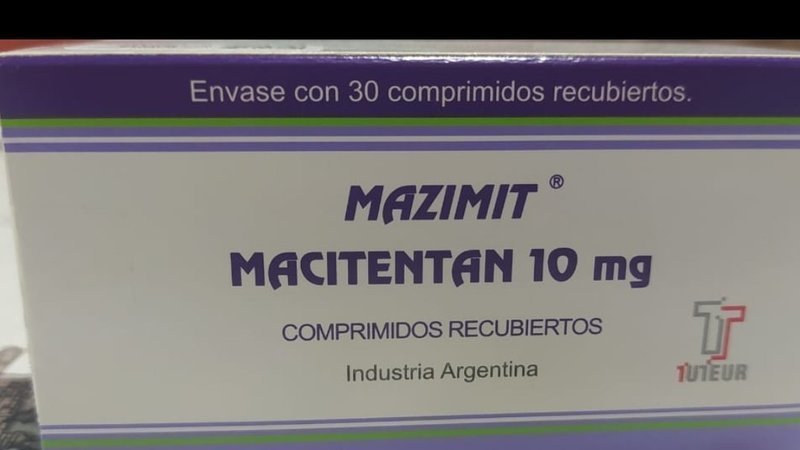 Envase con 30 comprimidos recubiertos.
MAZIMIT ®
MACITENTAN 10 mg
COMPRIMIDOS RECUBIERTOS
Industria Argentina
TUTEUR